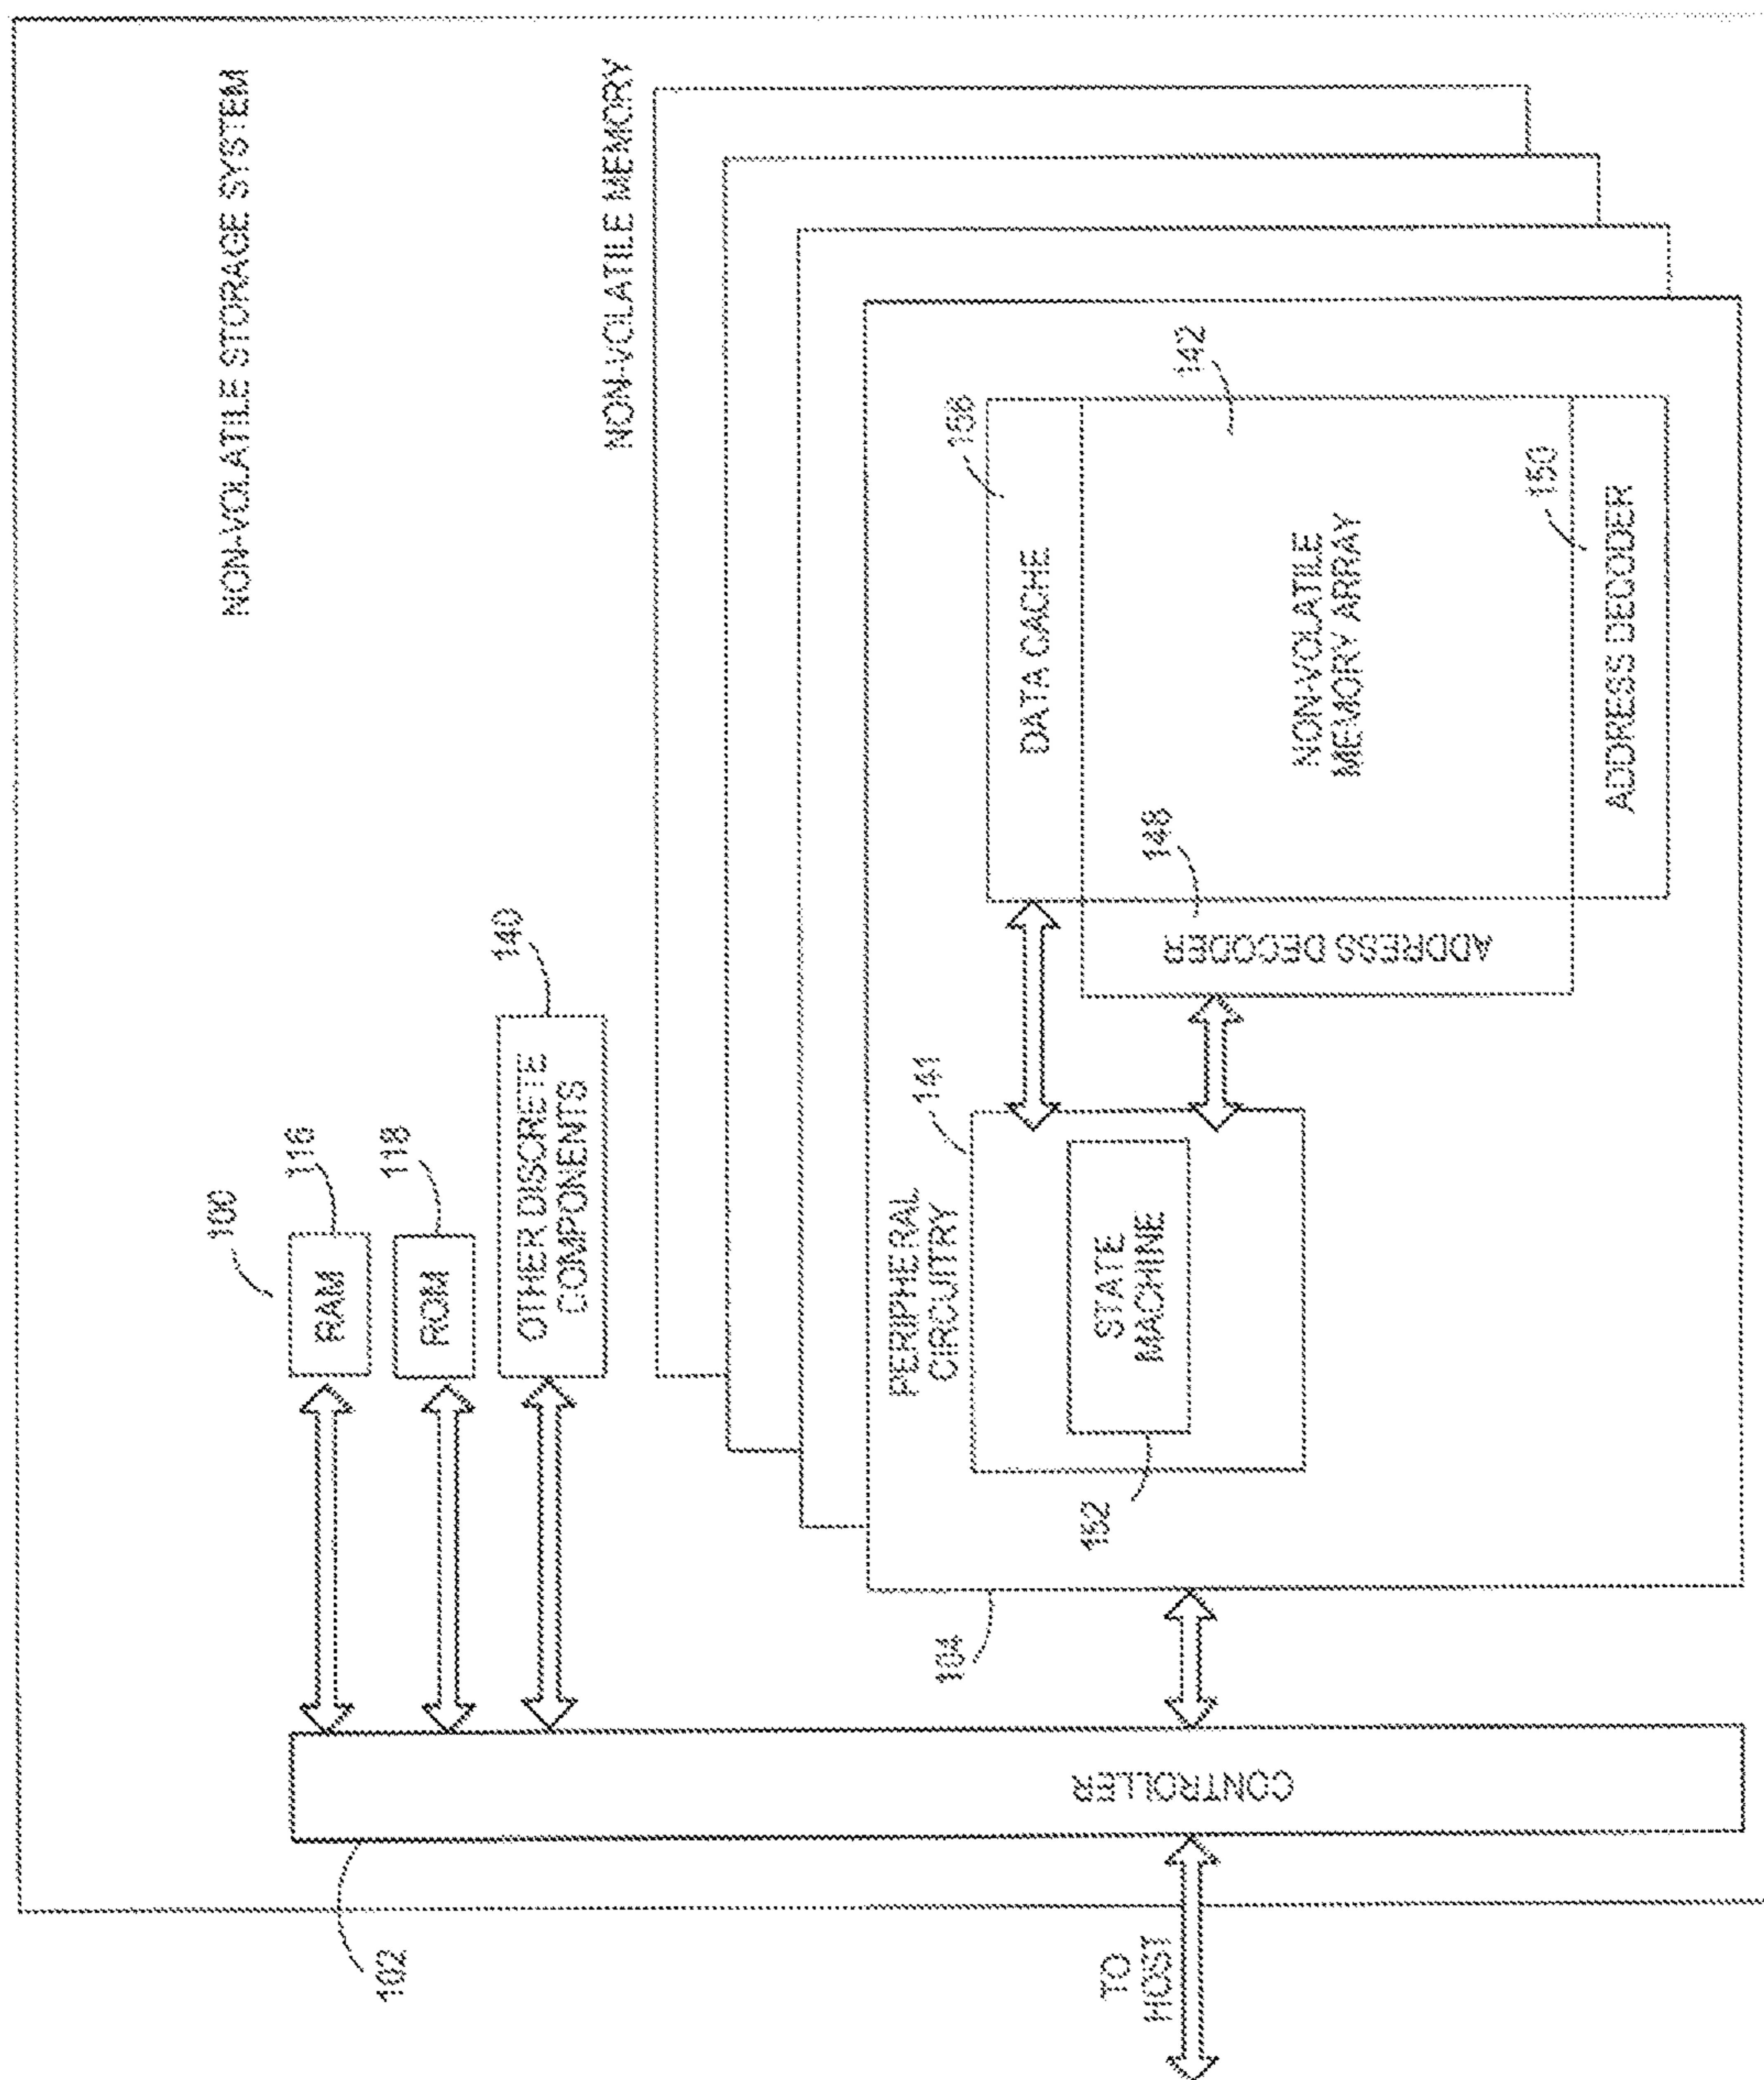 NON-VOLATILE STORAGE SYSTEM
100
RAM
116
ROM
118
OTHER DISCRETE
COMPONENTS
140
NON-VOLATILE MEMORY
102
CONTROLLER
TO
HOST
104
PERIPHERAL
CIRCUITRY
141
STATE
MACHINE
152
DATA CACHE
156
ADDRESS DECODER
148
NON-VOLATILE
MEMORY ARRAY
142
ADDRESS DECODER
150